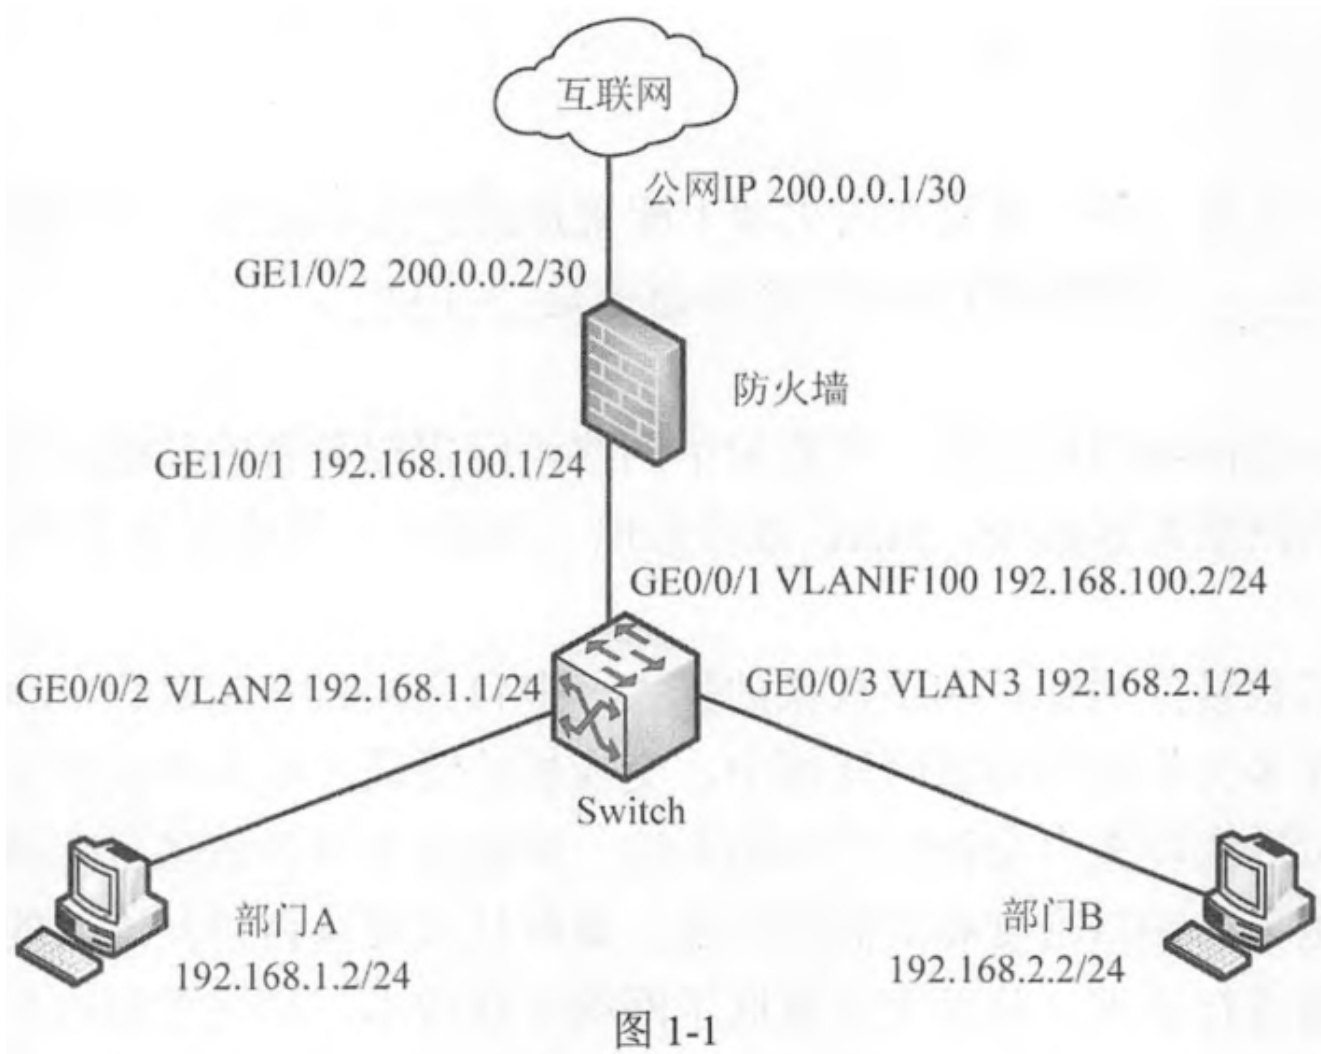 互联网
公网IP 200.0.0.1/30
GE1/0/2 200.0.0.2/30
防火墙
GE1/0/1 192.168.100.1/24
GE0/0/1 VLANIF100 192.168.100.2/24
GE0/0/2 VLAN2 192.168.1.1/24
GE0/0/3 VLAN3 192.168.2.1/24
Switch
部门A
192.168.1.2/24
部门B
192.168.2.2/24
图 1-1